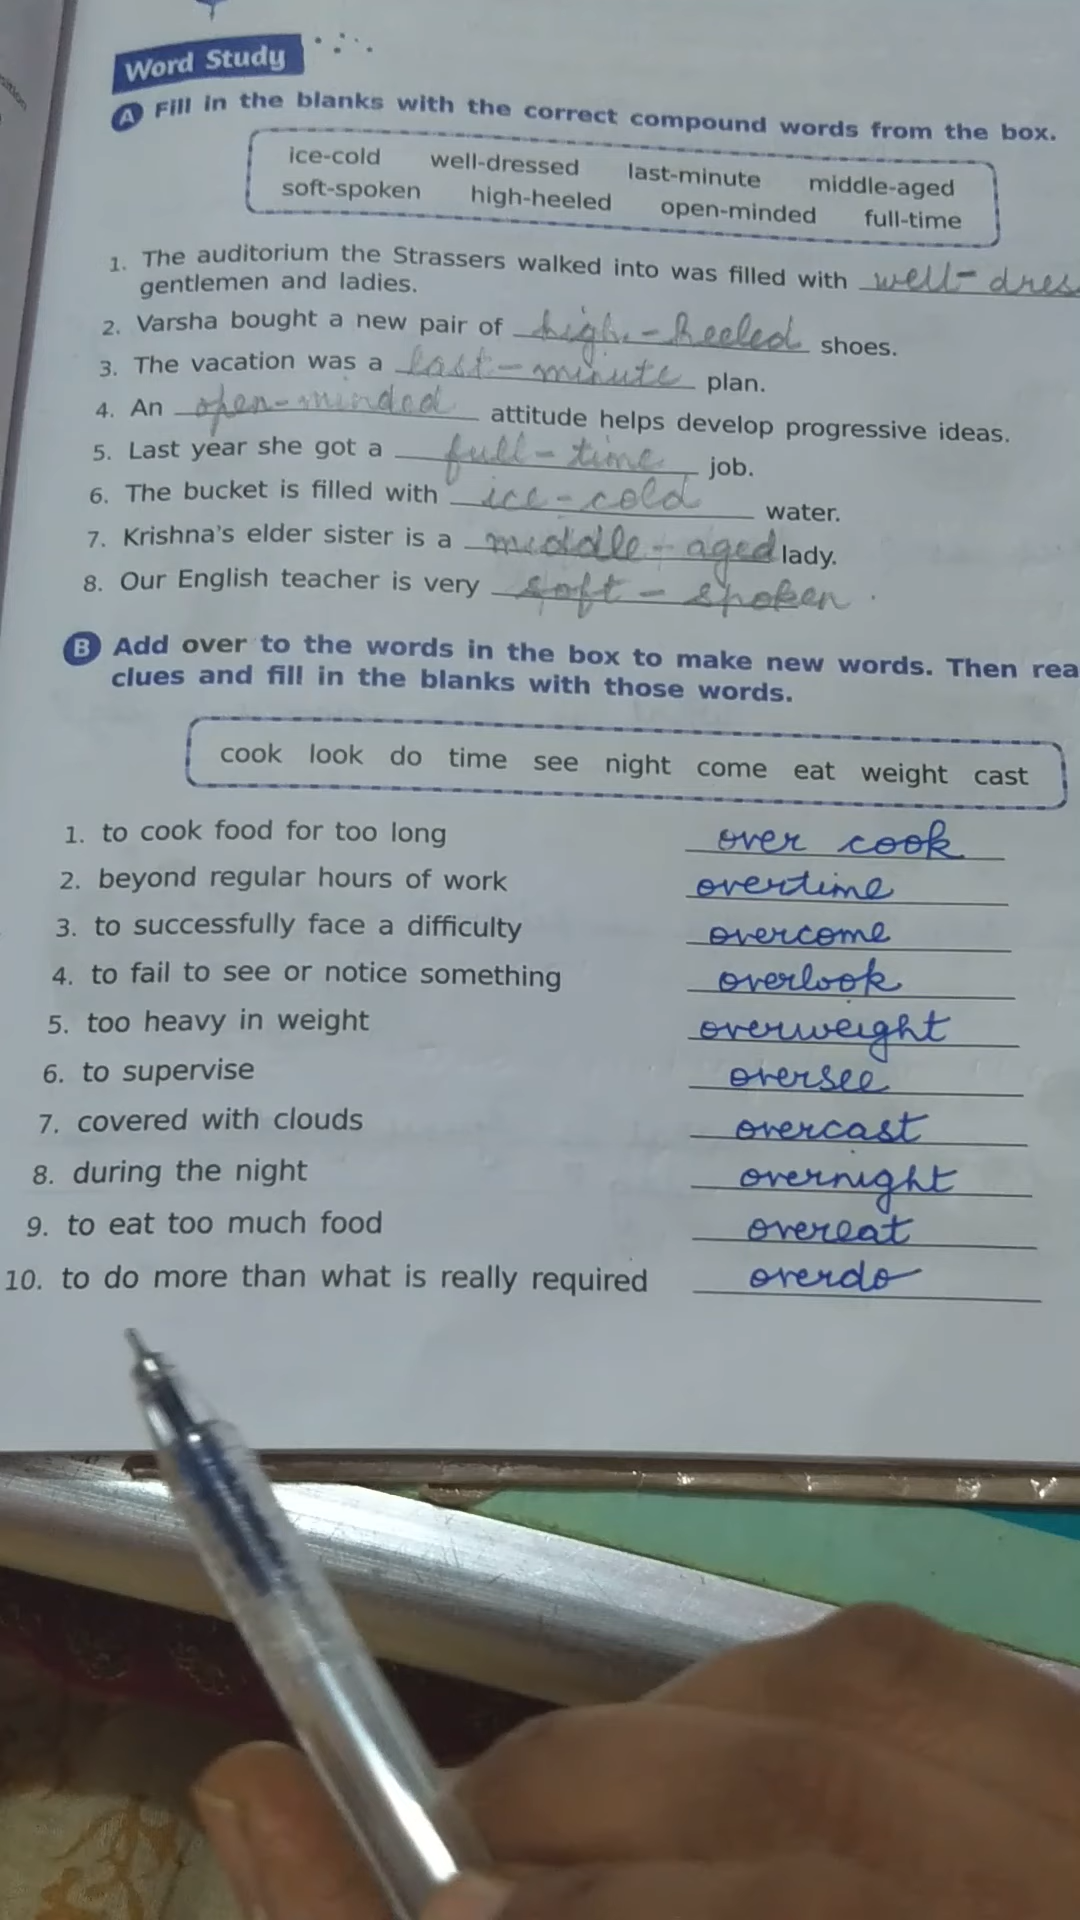 Word Study
A Fill in the blanks with the correct compound words from the box.
ice-cold well-dressed last-minute middle-aged
soft-spoken high-heeled open-minded full-time
1. The auditorium the Strassers walked into was filled with well-dres
gentlemen and ladies.
2. Varsha bought a new pair of high-heeled shoes.
3. The vacation was a last-minute plan.
4. An open-minded attitude helps develop progressive ideas.
5. Last year she got a full-time job.
6. The bucket is filled with ice-cold water.
7. Krishna's elder sister is a middle-aged lady.
8. Our English teacher is very soft-spoken.
B Add over to the words in the box to make new words. Then rea
clues and fill in the blanks with those words.
cook look do time see night come eat weight cast
1. to cook food for too long over cook
2. beyond regular hours of work overtime
3. to successfully face a difficulty overcome
4. to fail to see or notice something overlook
5. too heavy in weight overweight
6. to supervise oversee
7. covered with clouds overcast
8. during the night overnight
9. to eat too much food overeat
10. to do more than what is really required overdo